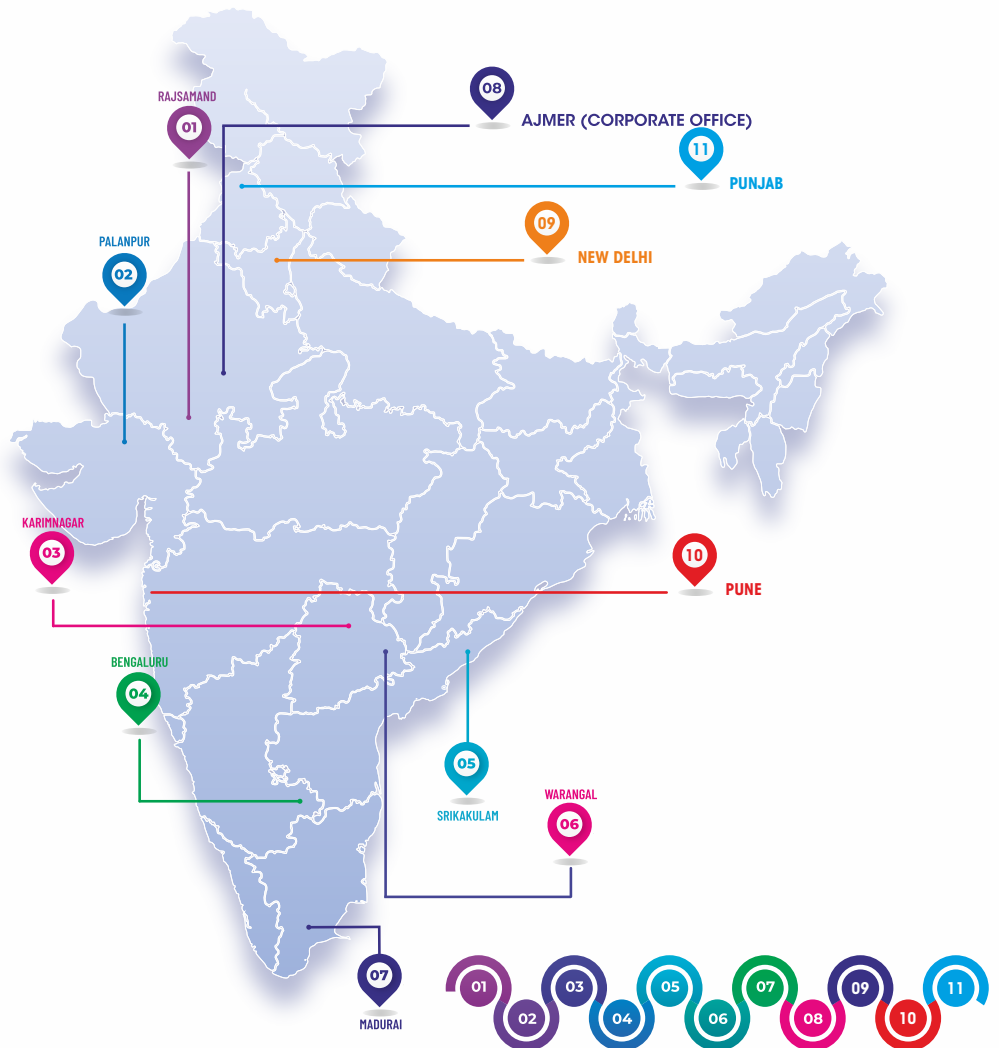 08
RAJSAMAND
01
AJMER (CORPORATE OFFICE)
11
PUNJAB
09
NEW DELHI
PALANPUR
02
KARIMNAGAR
03
10
PUNE
BENGALURU
04
05
SRIKAKULAM
WARANGAL
06
07
MADURAI
01
02
03
04
05
06
07
08
09
10
11